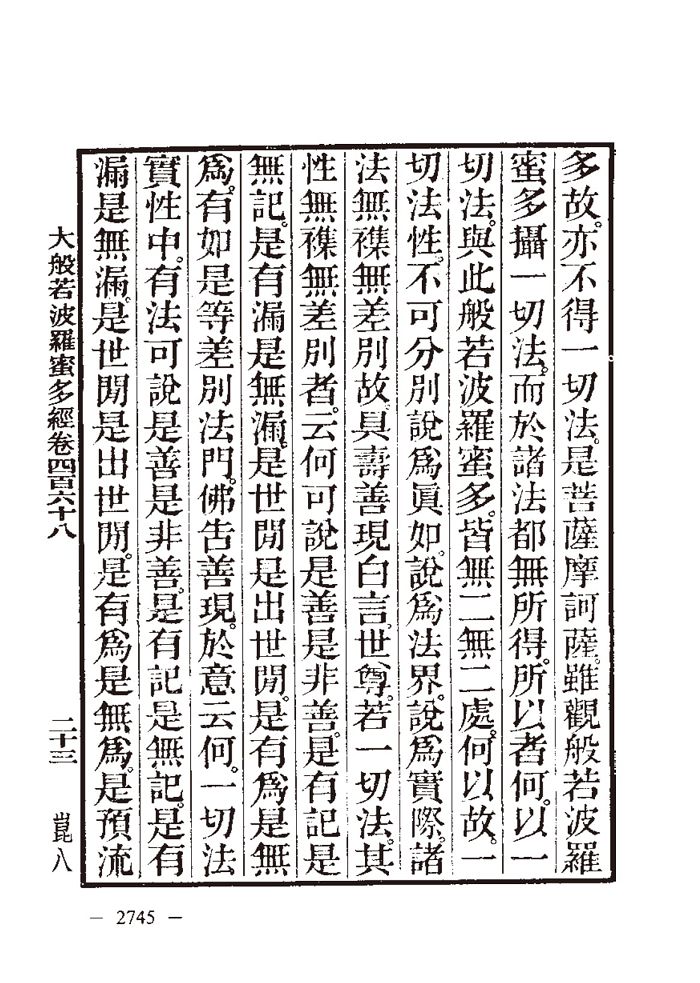 多故。亦不得一切法。是菩薩摩訶薩。雖觀般若波羅
蜜多攝一切法。而於諸法都無所得。所以者何。以一
切法。與此般若波羅蜜多。皆無二無二處。何以故。一
切法性。不可分別說爲眞如。說爲法界。說爲實際。諸
法無襍無差別故。具壽善現白言。世尊。若一切法。其
性無襍無差別者。云何可說是善是非善。是有記是
無記。是有漏是無漏。是世閒是出世閒。是有爲是無
爲。有如是等差別法門。佛告善現。於意云何。一切法
實性中。有法可說是善是非善。是有記是無記。是有
漏是無漏。是世閒是出世閒。是有爲是無爲。是預流
大般若波羅蜜多經卷四百六十八
二十三
崑八
— 2745 —